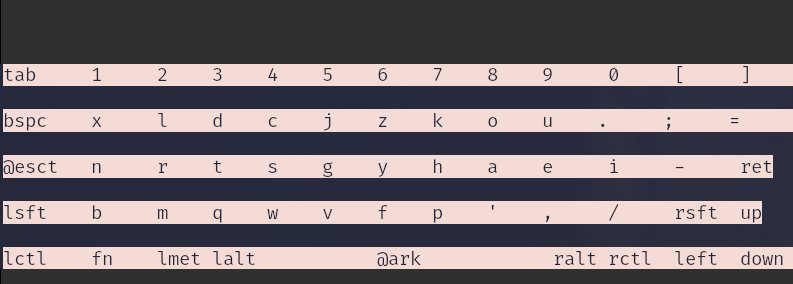 tab 1 2 3 4 5 6 7 8 9 0 [ ]
bspc x l d c j z k o u . ; =
@esct n r t s g y h a e i - ret
lsft b m q w v f p ' , / rsft up
lctl fn lmet lalt @ark ralt rctl left down